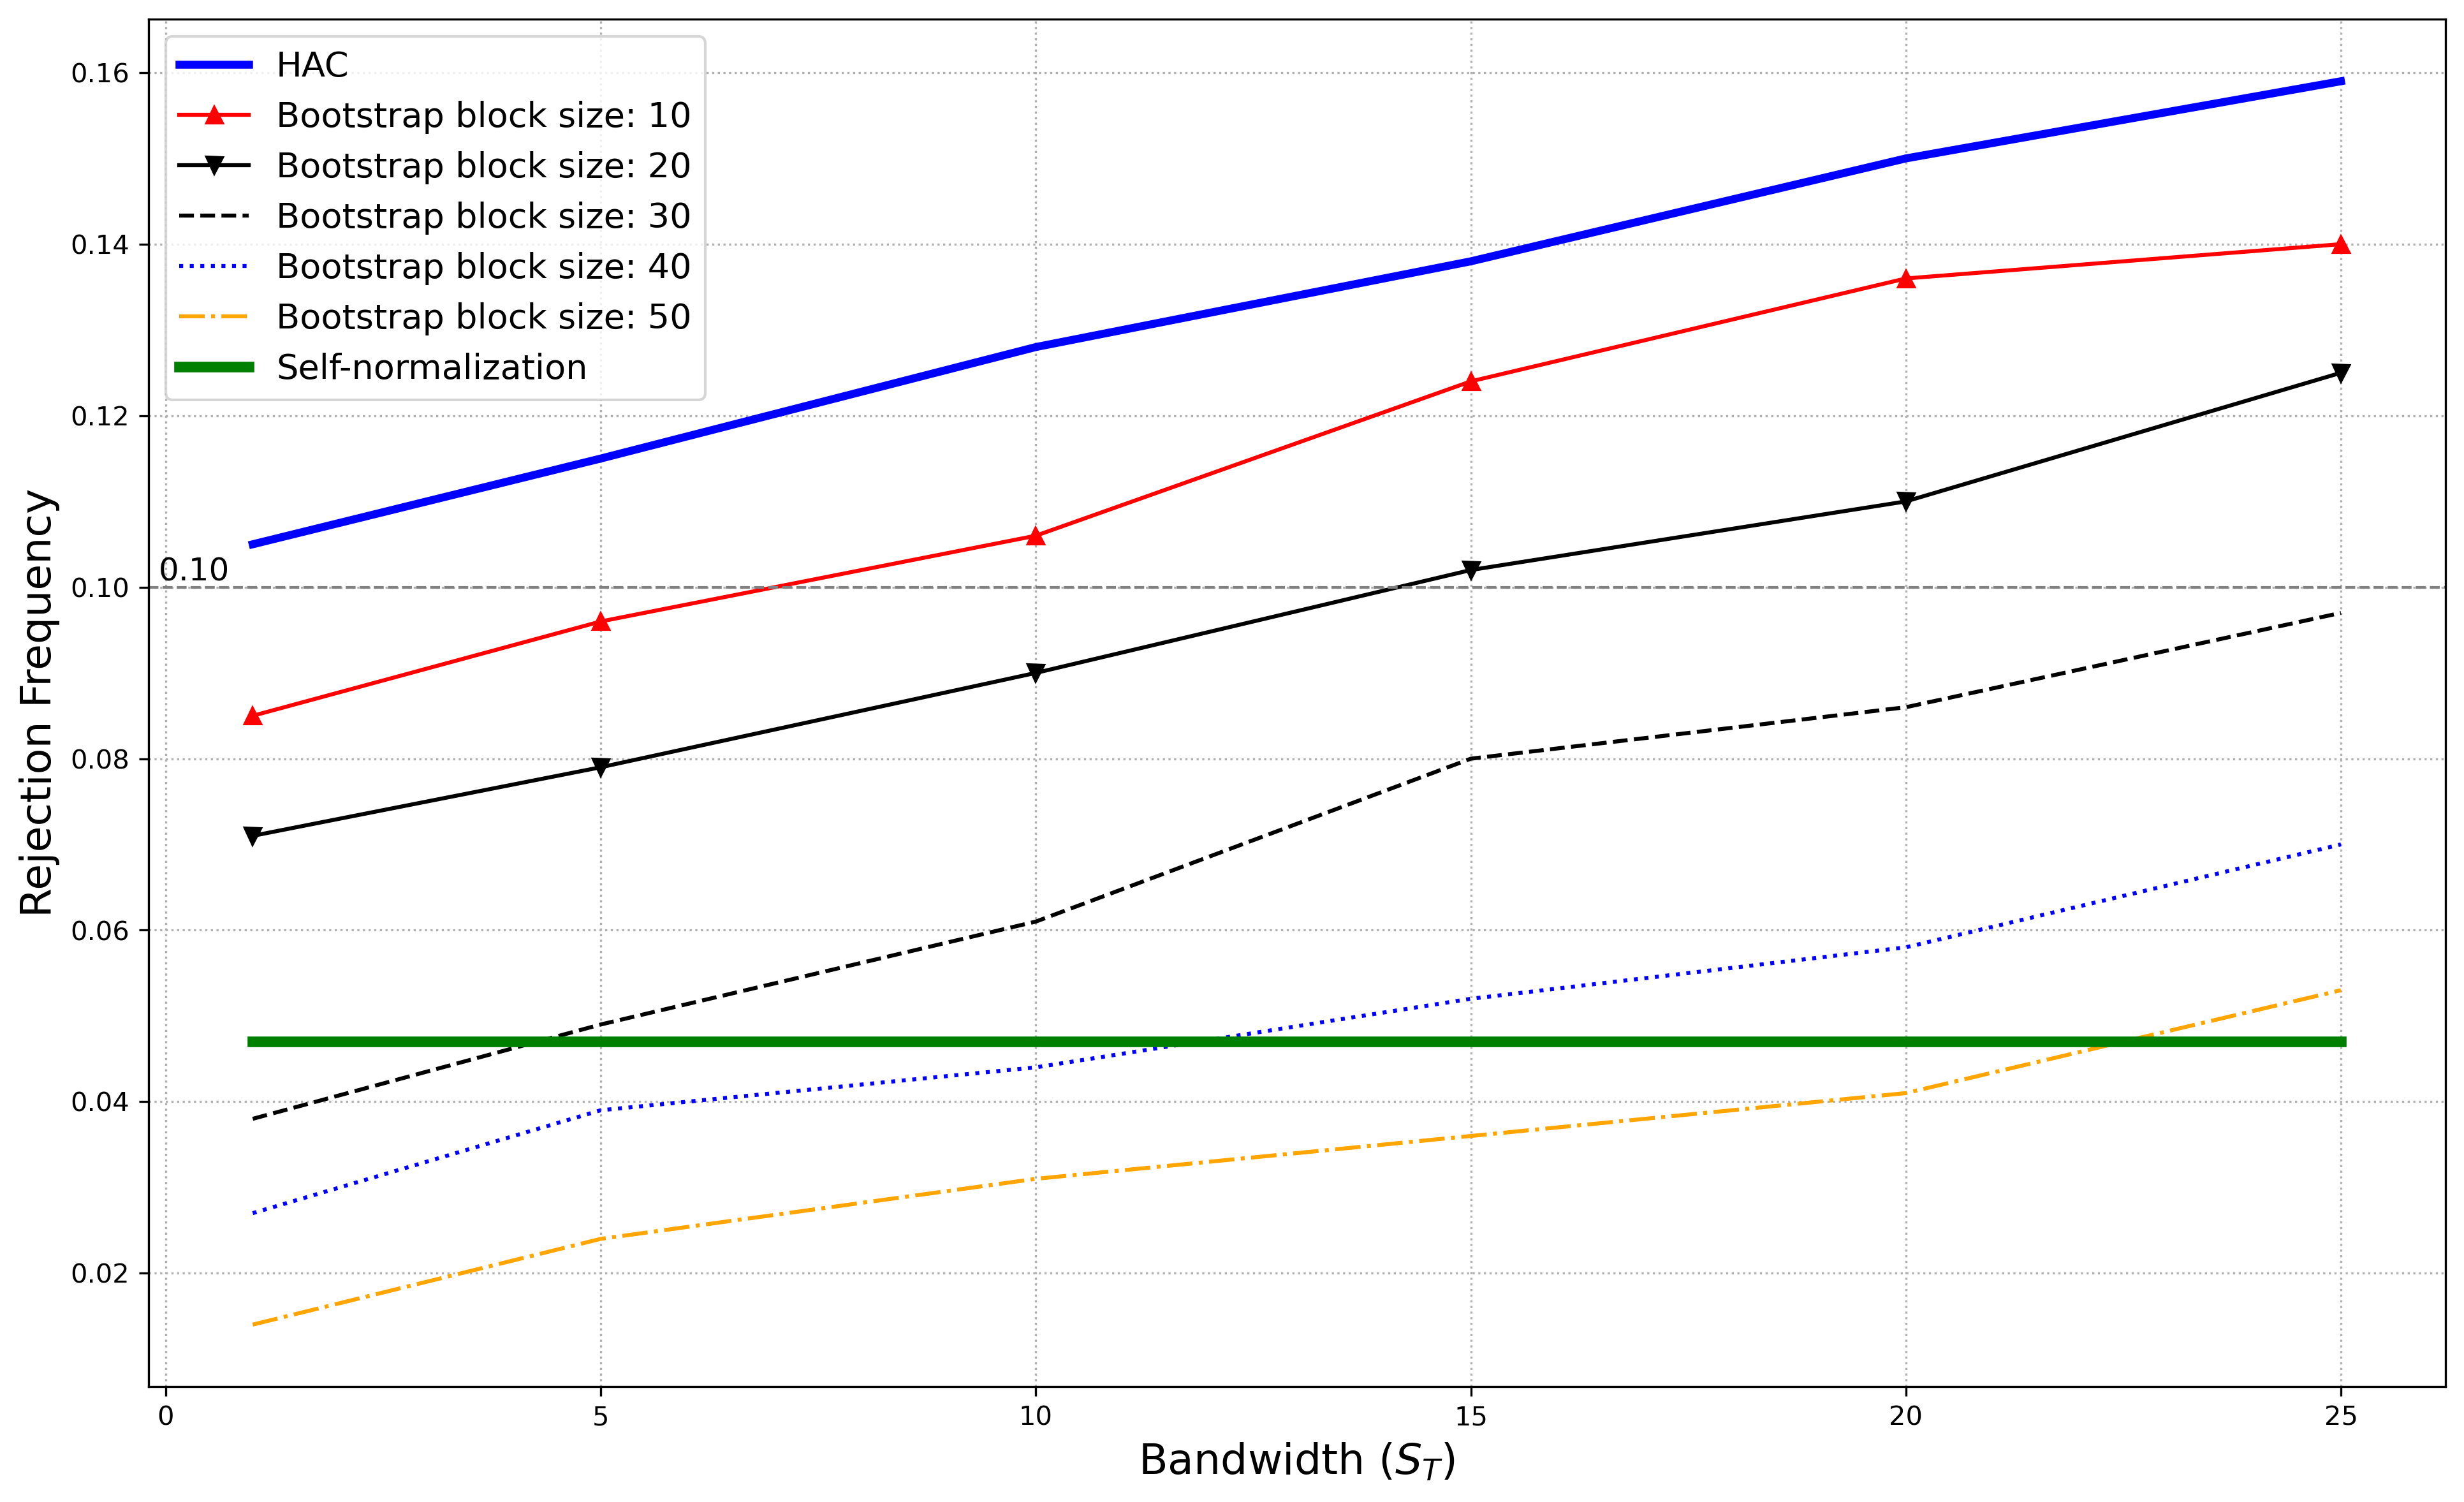 HAC
Bootstrap block size: 10
Bootstrap block size: 20
Bootstrap block size: 30
Bootstrap block size: 40
Bootstrap block size: 50
Self-normalization
0.16
0.14
0.12
0.10
0.08
0.06
0.04
0.02
0.10
Rejection Frequency
0 5 10 15 20 25
Bandwidth (S_T)